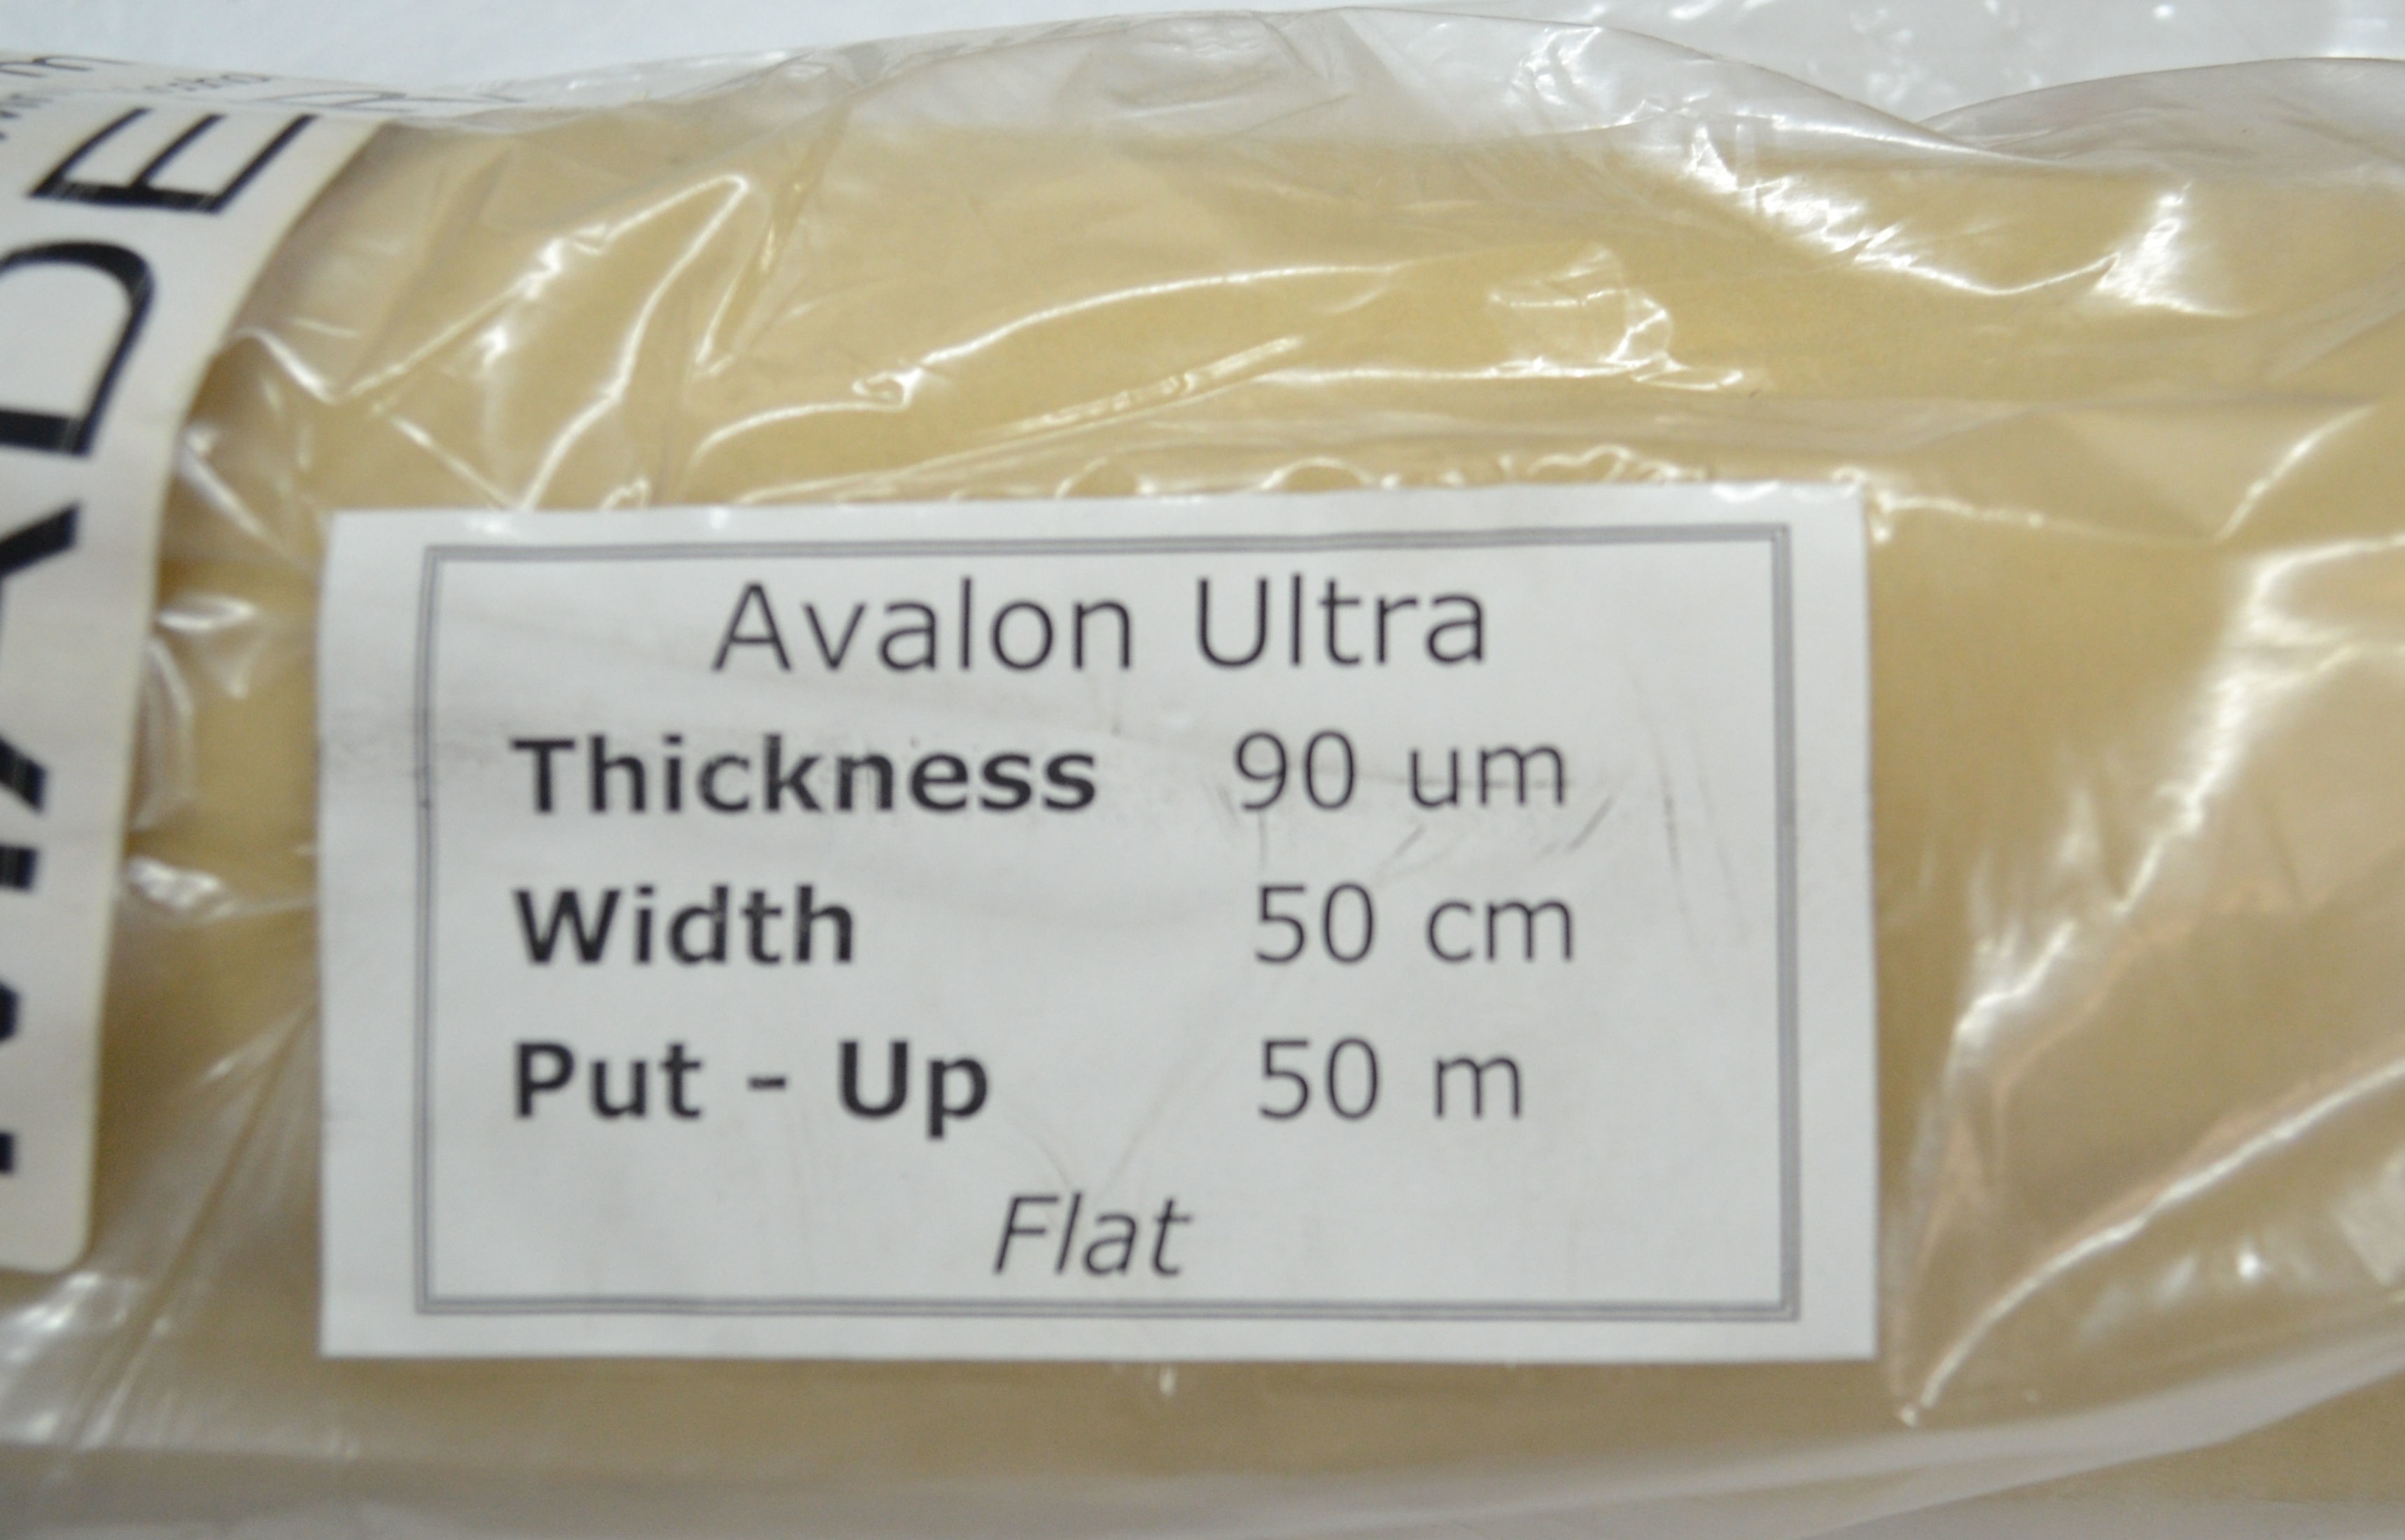 Avalon Ultra
Thickness 90 um
Width 50 cm
Put - Up 50 m
Flat